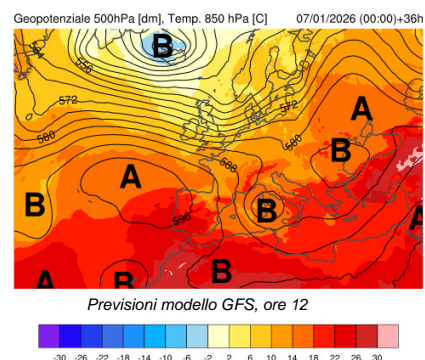 Geopotenziale 500hPa [dm], Temp. 850 hPa [C] 07/01/2026 (00:00)+36h
B
556
572
572
A
580
580
B
588
A
B
B
596
A
A
B
B
Previsioni modello GFS, ore 12
-30 -26 -22 -18 -14 -10 -6 -2 2 6 10 14 18 22 26 30